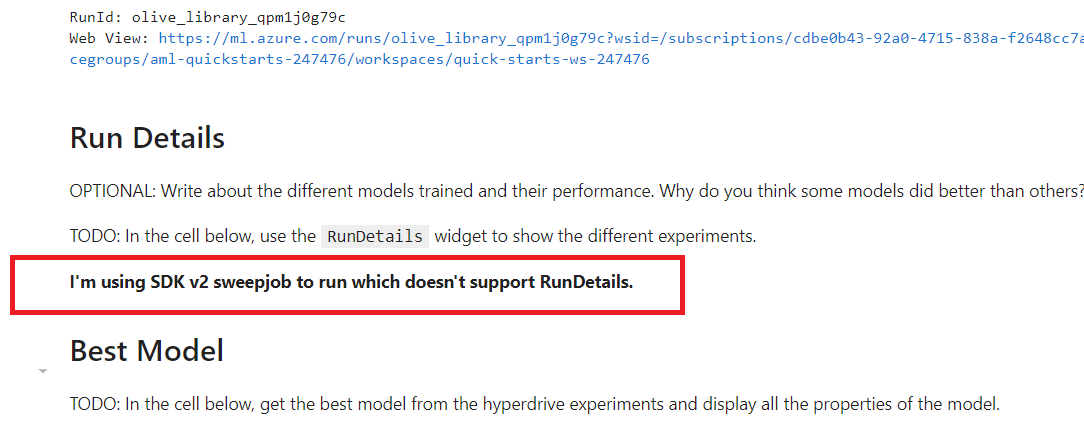 RunId: olive_library_qpm1j0g79c
Web View: https://ml.azure.com/runs/olive_library_qpm1j0g79c?wsid=/subscriptions/cdbe0b43-92a0-4715-838a-f2648cc7a
cegroups/aml-quickstarts-247476/workspaces/quick-starts-ws-247476
Run Details
OPTIONAL: Write about the different models trained and their performance. Why do you think some models did better than others?
TODO: In the cell below, use the RunDetails widget to show the different experiments.
I'm using SDK v2 sweepjob to run which doesn't support RunDetails.
Best Model
TODO: In the cell below, get the best model from the hyperdrive experiments and display all the properties of the model.